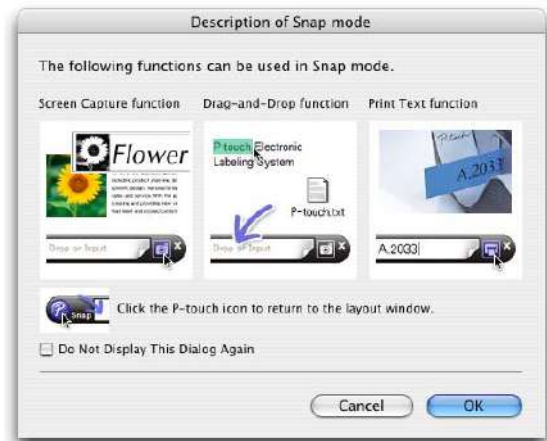 Description of Snap mode
The following functions can be used in Snap mode.
Screen Capture function
Drag-and-Drop function
Print Text function
Flower
P-touch Electronic
Labeling System
P-touch.txt
A.2033
Drop or Input
Drop or Input
A.2033
Snap
Click the P-touch icon to return to the layout window.
Do Not Display This Dialog Again
Cancel
OK